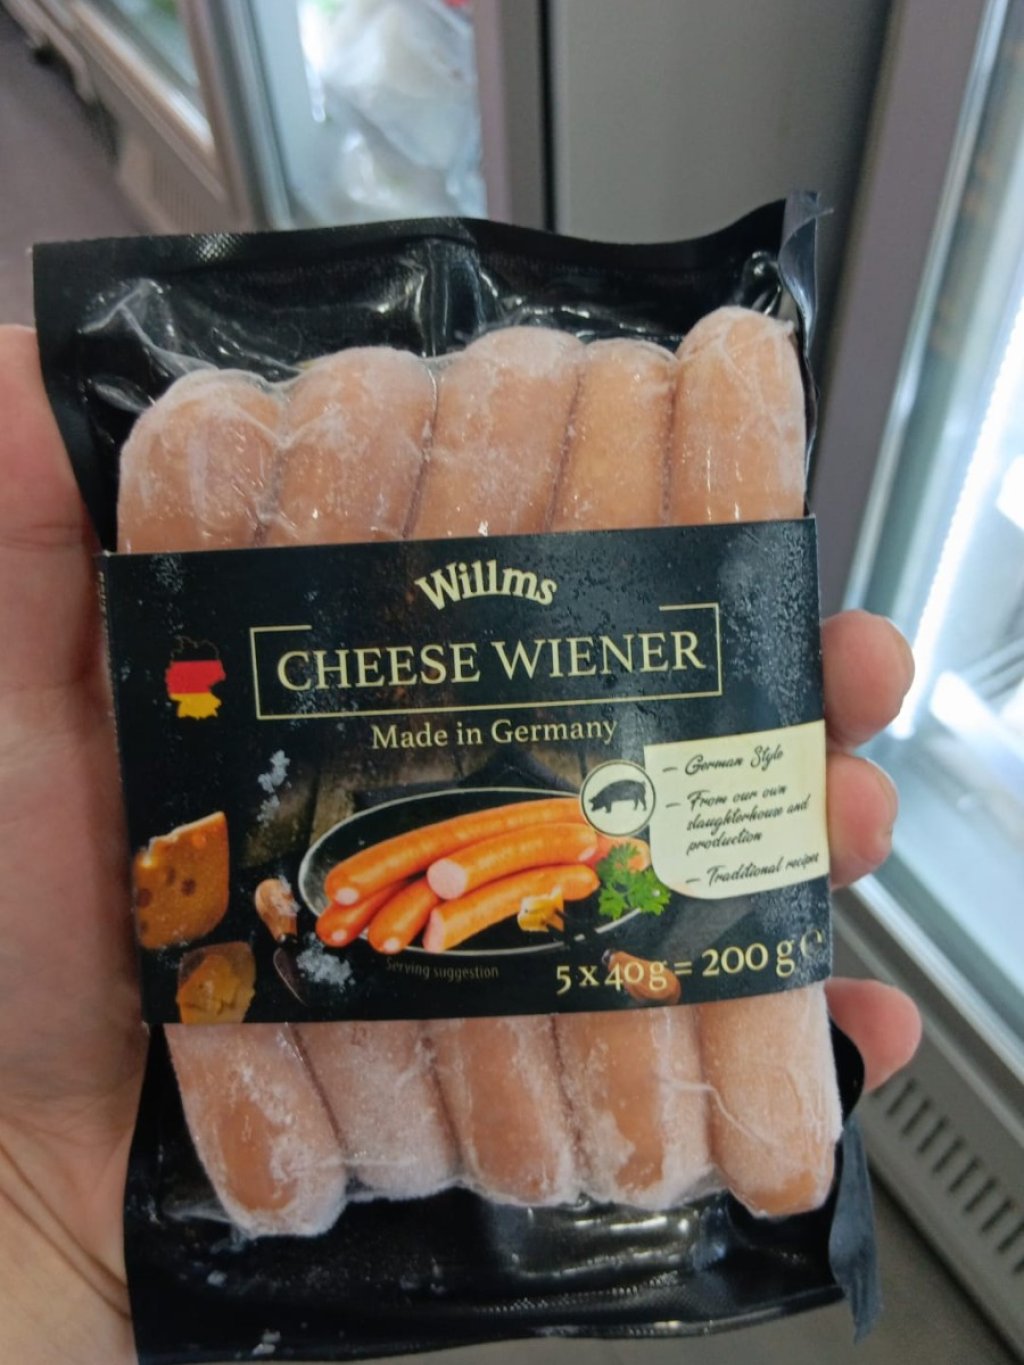 Willms
CHEESE WIENER
Made in Germany
– German Style
– From our own
slaughterhouse and
production
– Traditional recipes
Serving suggestion
5 x 40 g = 200 g e